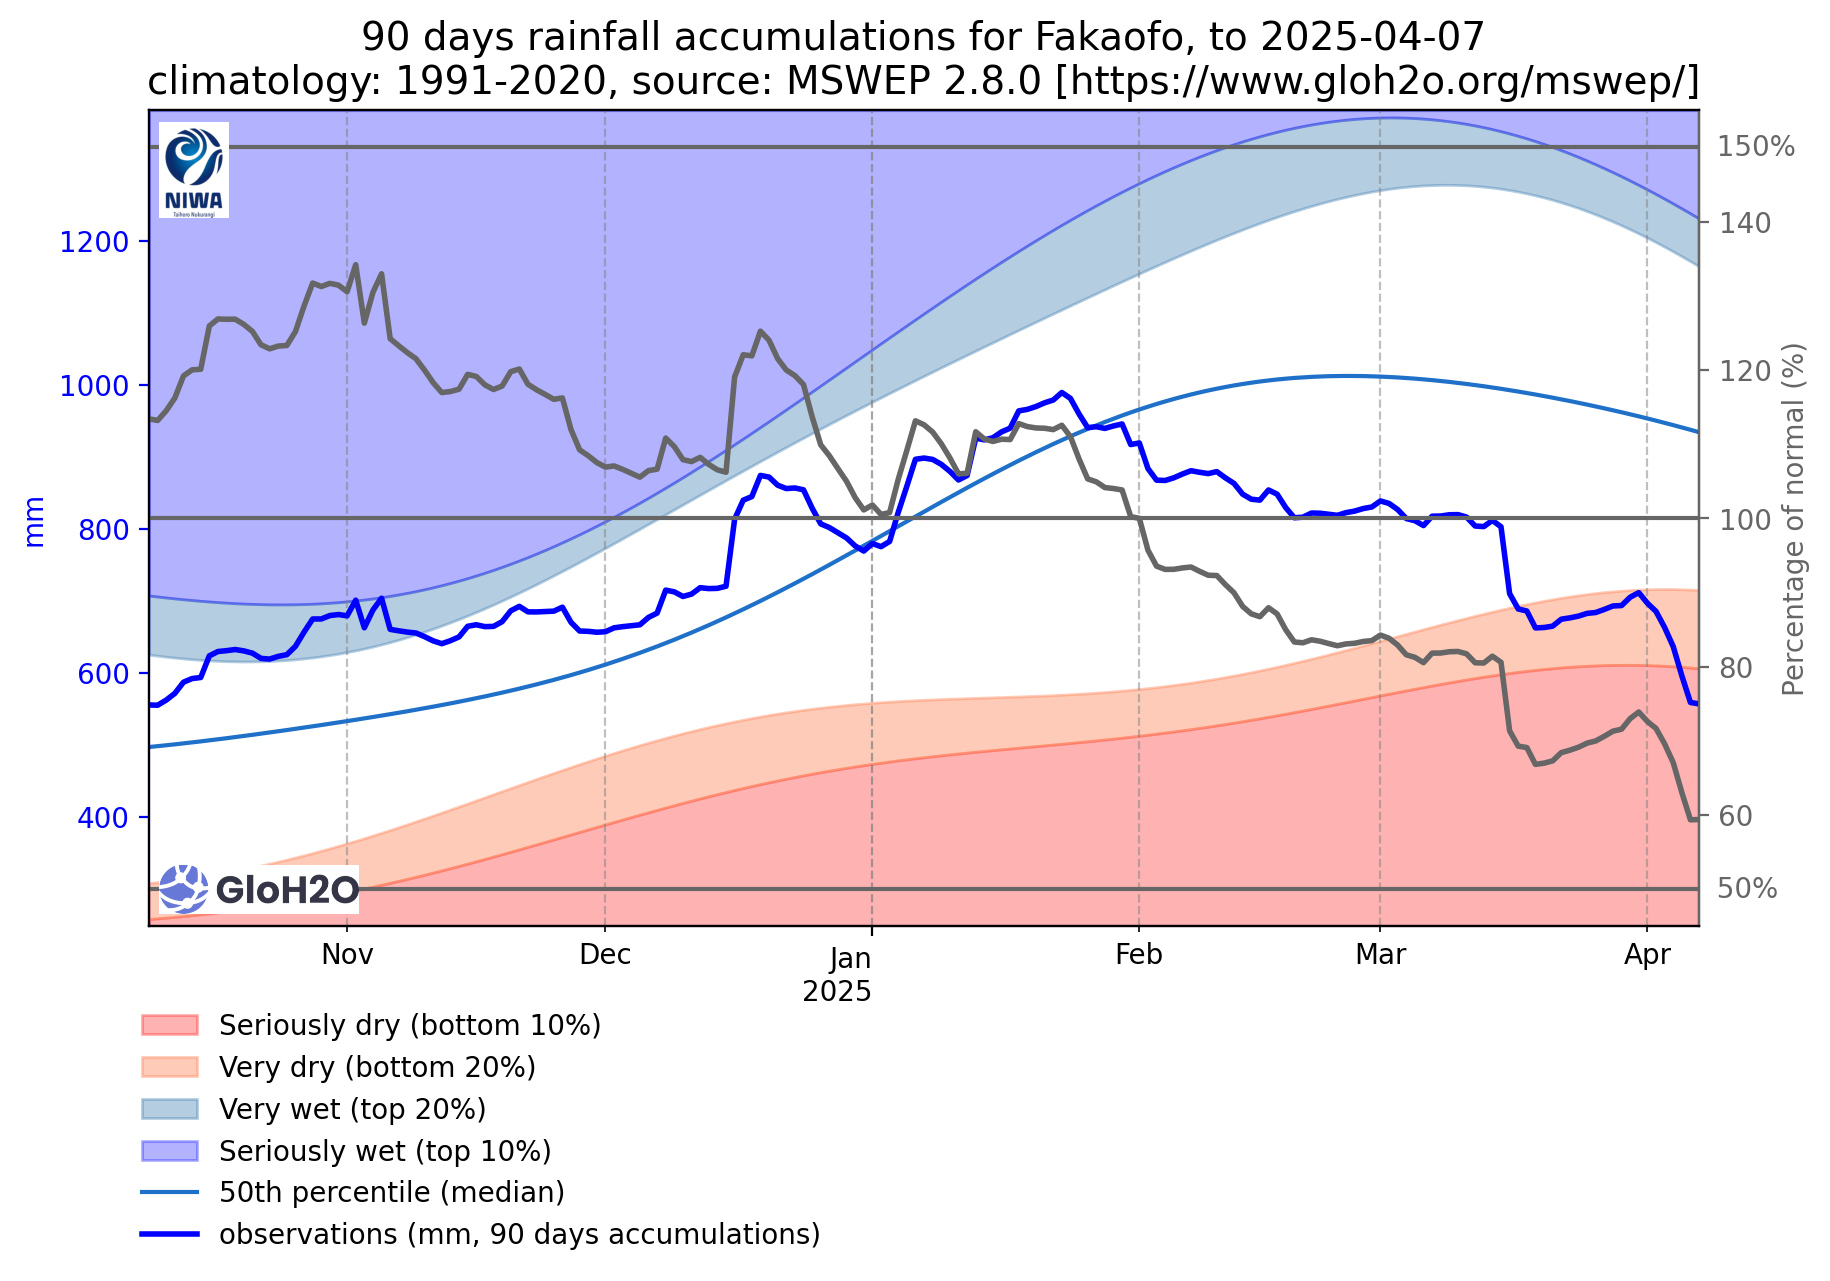 90 days rainfall accumulations for Fakaofo, to 2025-04-07
climatology: 1991-2020, source: MSWEP 2.8.0 [https://www.gloh2o.org/mswep/]
NIWA
Taihoro Nukurangi
1200
1000
800
600
400
mm
150%
140
120
100
80
60
50%
Percentage of normal (%)
GloH2O
Nov
Dec
Jan
2025
Feb
Mar
Apr
Seriously dry (bottom 10%)
Very dry (bottom 20%)
Very wet (top 20%)
Seriously wet (top 10%)
50th percentile (median)
observations (mm, 90 days accumulations)